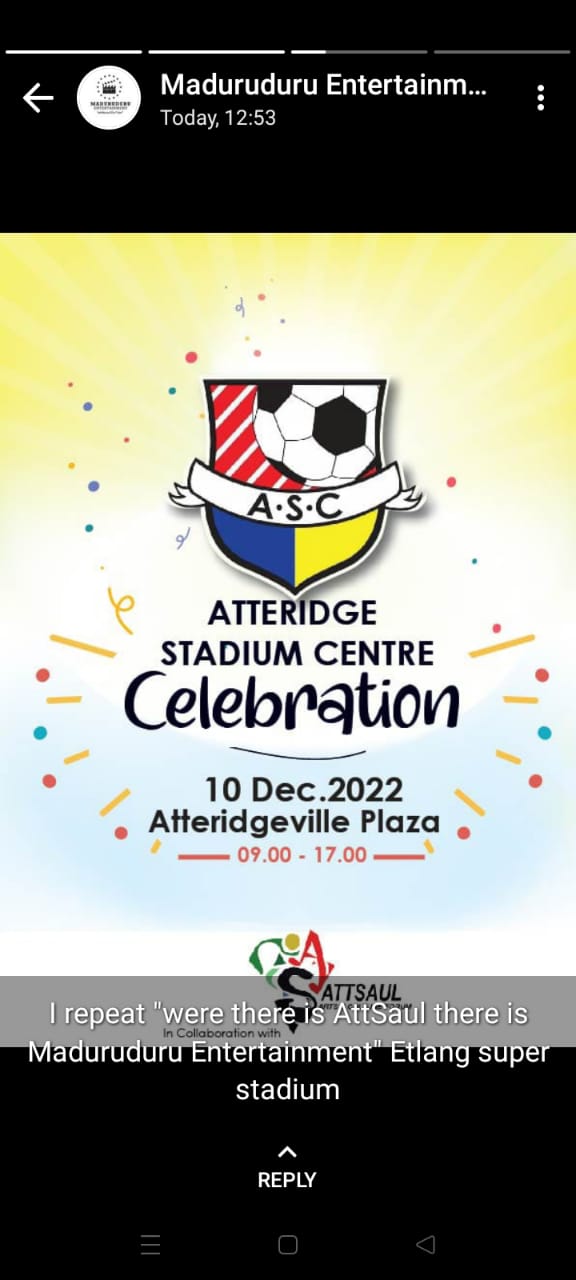 Maduruduru Entertainm...
Today, 12:53
A·S·C
ATTERIDGE
STADIUM CENTRE
Celebration
10 Dec.2022
Atteridgeville Plaza
09.00 - 17.00
ATTSAUL
In Collaboration with
I repeat "were there is AttSaul there is
Maduruduru Entertainment" Etlang super
stadium
REPLY